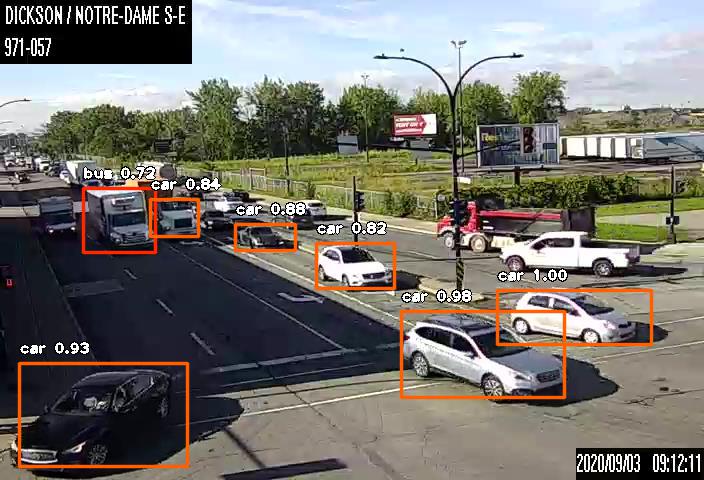 DICKSON / NOTRE-DAME S-E
971-057
bus 0.72
car 0.84
car 0.88
car 0.82
car 1.00
car 0.98
car 0.93
2020/09/03 09:12:11